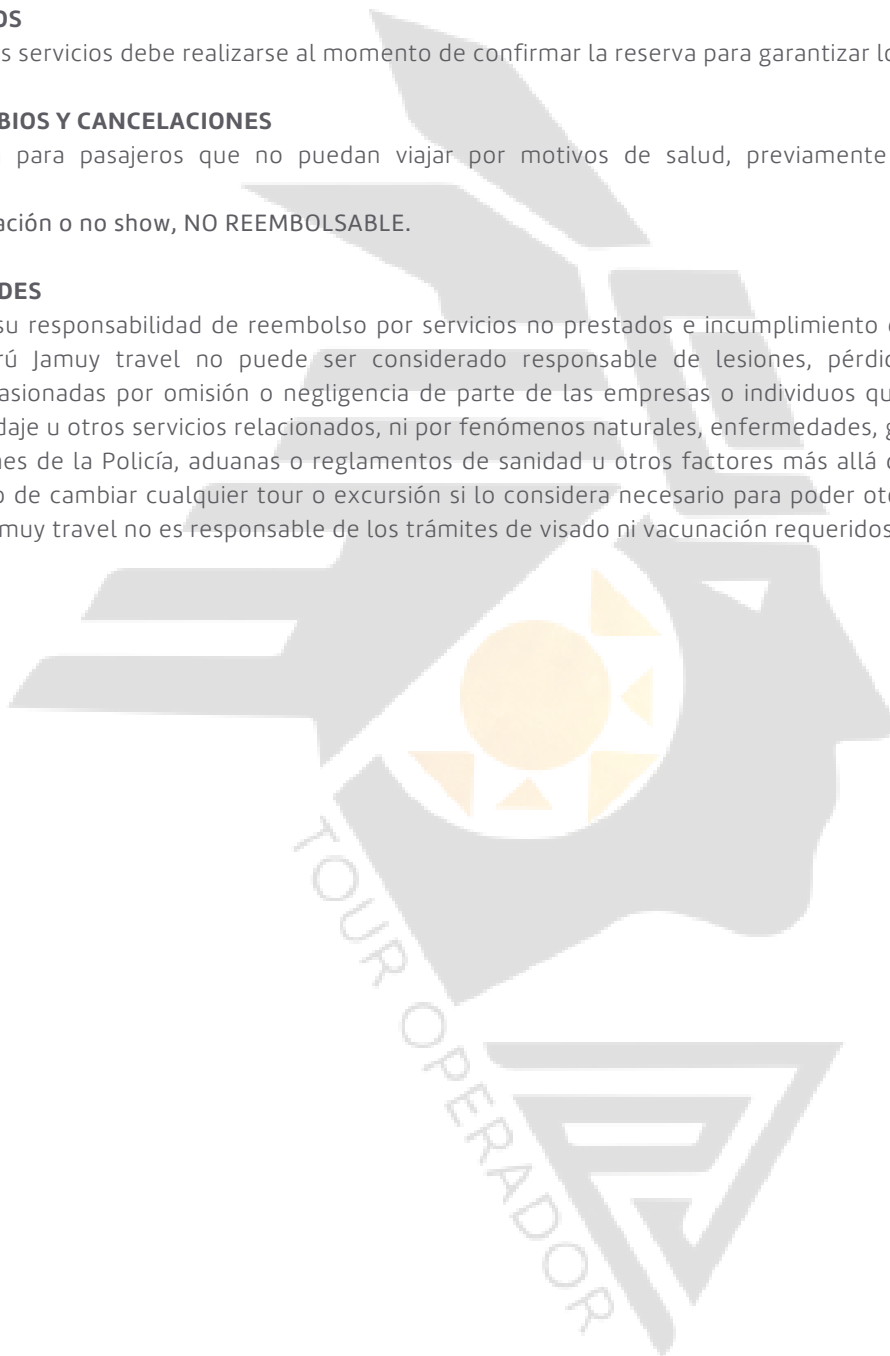 OS
s servicios debe realizarse al momento de confirmar la reserva para garantizar lo
BIOS Y CANCELACIONES
para pasajeros que no puedan viajar por motivos de salud, previamente
ación o no show, NO REEMBOLSABLE.
DES
su responsabilidad de reembolso por servicios no prestados e incumplimiento
rú Jamuy travel no puede ser considerado responsable de lesiones, pérdi
asionadas por omisión o negligencia de parte de las empresas o individuos qu
daje u otros servicios relacionados, ni por fenómenos naturales, enfermedades, g
nes de la Policía, aduanas o reglamentos de sanidad u otros factores más allá
o de cambiar cualquier tour o excursión si lo considera necesario para poder ot
muy travel no es responsable de los trámites de visado ni vacunación requeridos
TOUR OPERADOR